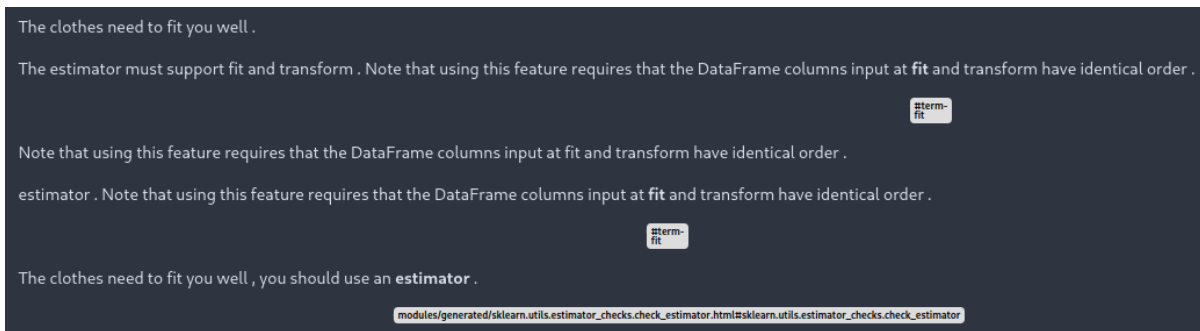 The clothes need to fit you well .
The estimator must support fit and transform . Note that using this feature requires that the DataFrame columns input at fit and transform have identical order .
#term-
fit
Note that using this feature requires that the DataFrame columns input at fit and transform have identical order .
estimator . Note that using this feature requires that the DataFrame columns input at fit and transform have identical order .
#term-
fit
The clothes need to fit you well , you should use an estimator .
modules/generated/sklearn.utils.estimator_checks.check_estimator.html#sklearn.utils.estimator_checks.check_estimator